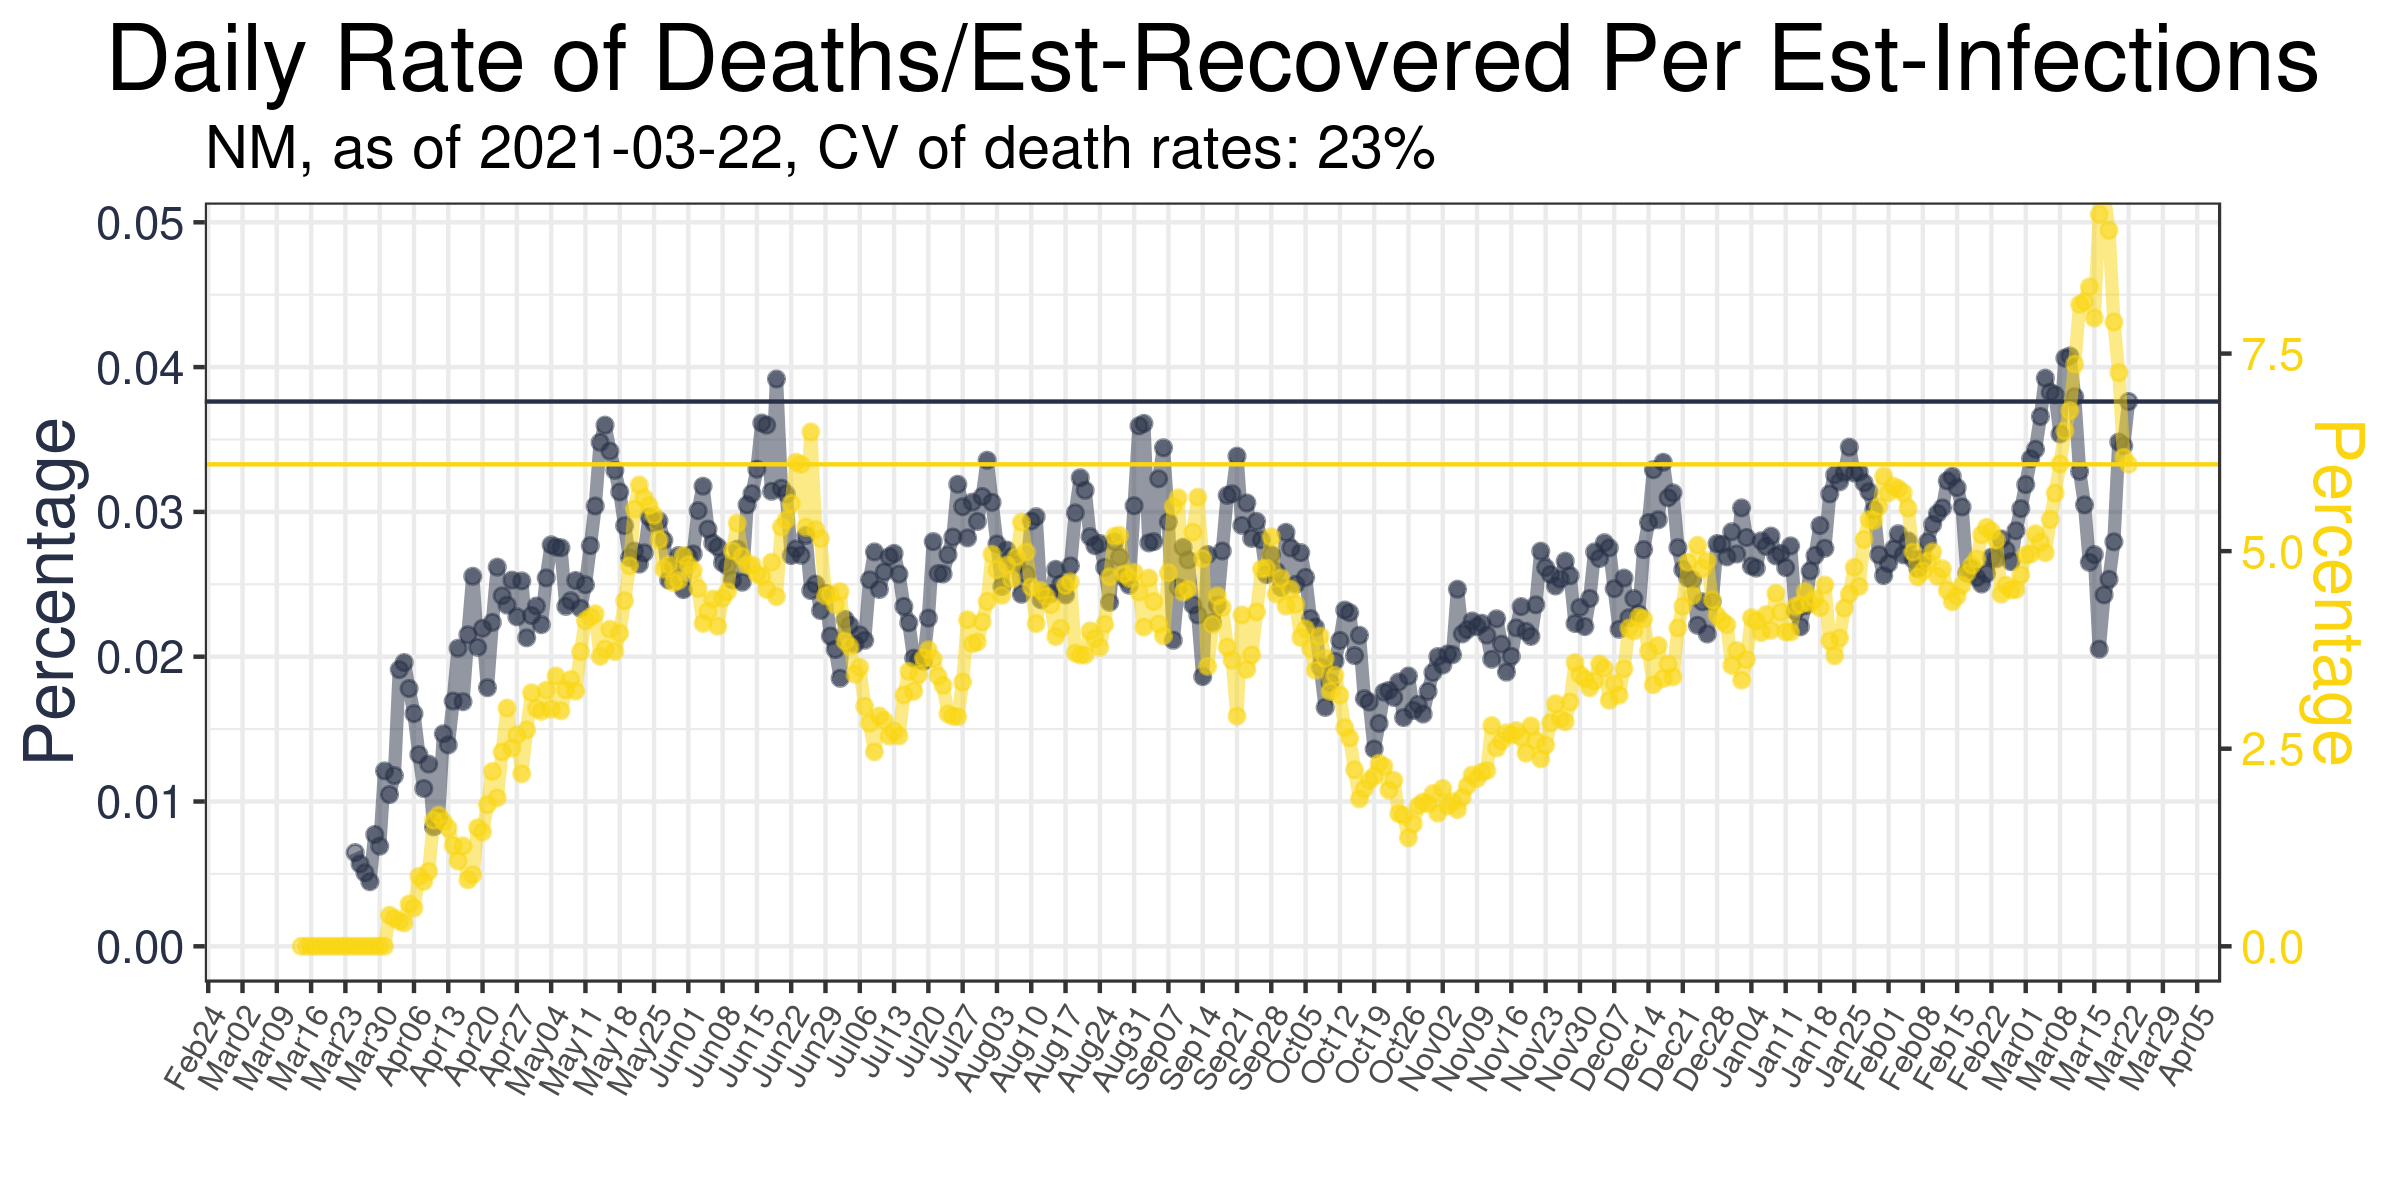 Daily Rate of Deaths/Est-Recovered Per Est-Infections
NM, as of 2021-03-22, CV of death rates: 23%
Percentage
0.05
0.04
0.03
0.02
0.01
0.00
7.5
5.0
2.5
0.0
Percentage
Feb24
Mar02
Mar09
Mar16
Mar23
Mar30
Apr06
Apr13
Apr20
Apr27
May04
May11
May18
May25
Jun01
Jun08
Jun15
Jun22
Jun29
Jul06
Jul13
Jul20
Jul27
Aug03
Aug10
Aug17
Aug24
Aug31
Sep07
Sep14
Sep21
Sep28
Oct05
Oct12
Oct19
Oct26
Nov02
Nov09
Nov16
Nov23
Nov30
Dec07
Dec14
Dec21
Dec28
Jan04
Jan11
Jan18
Jan25
Feb01
Feb08
Feb15
Feb22
Mar01
Mar08
Mar15
Mar22
Mar29
Apr05